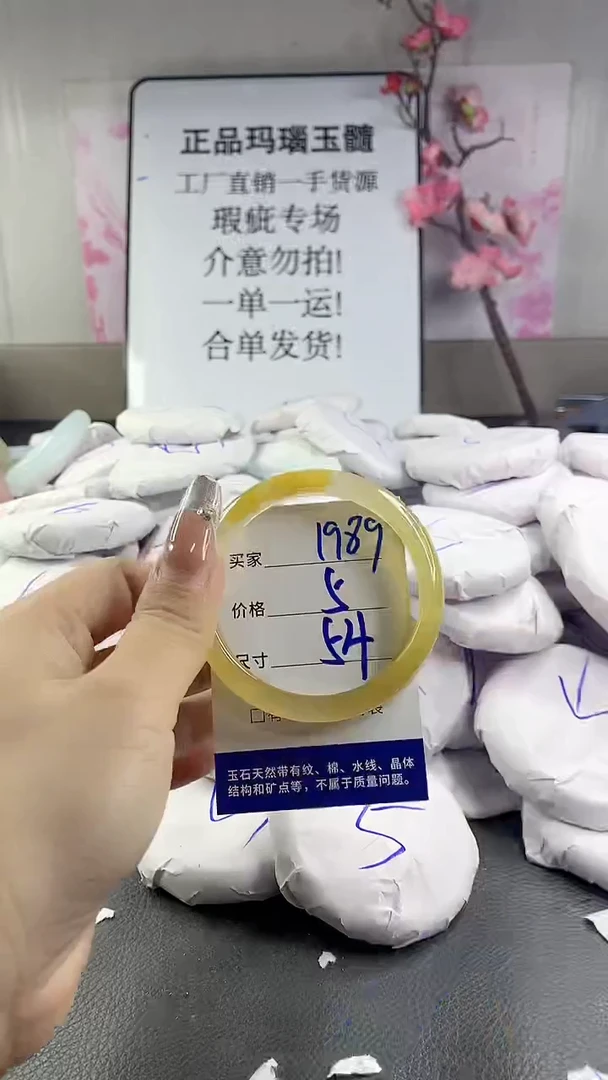 正品玛瑙玉髓
工厂直销一手货源
瑕疵专场
介意勿拍!
一单一运!
合单发货!
买家 1989
价格 5
尺寸 54
玉石天然带有纹、棉、水线、晶体
结构和矿点等，不属于质量问题。
5